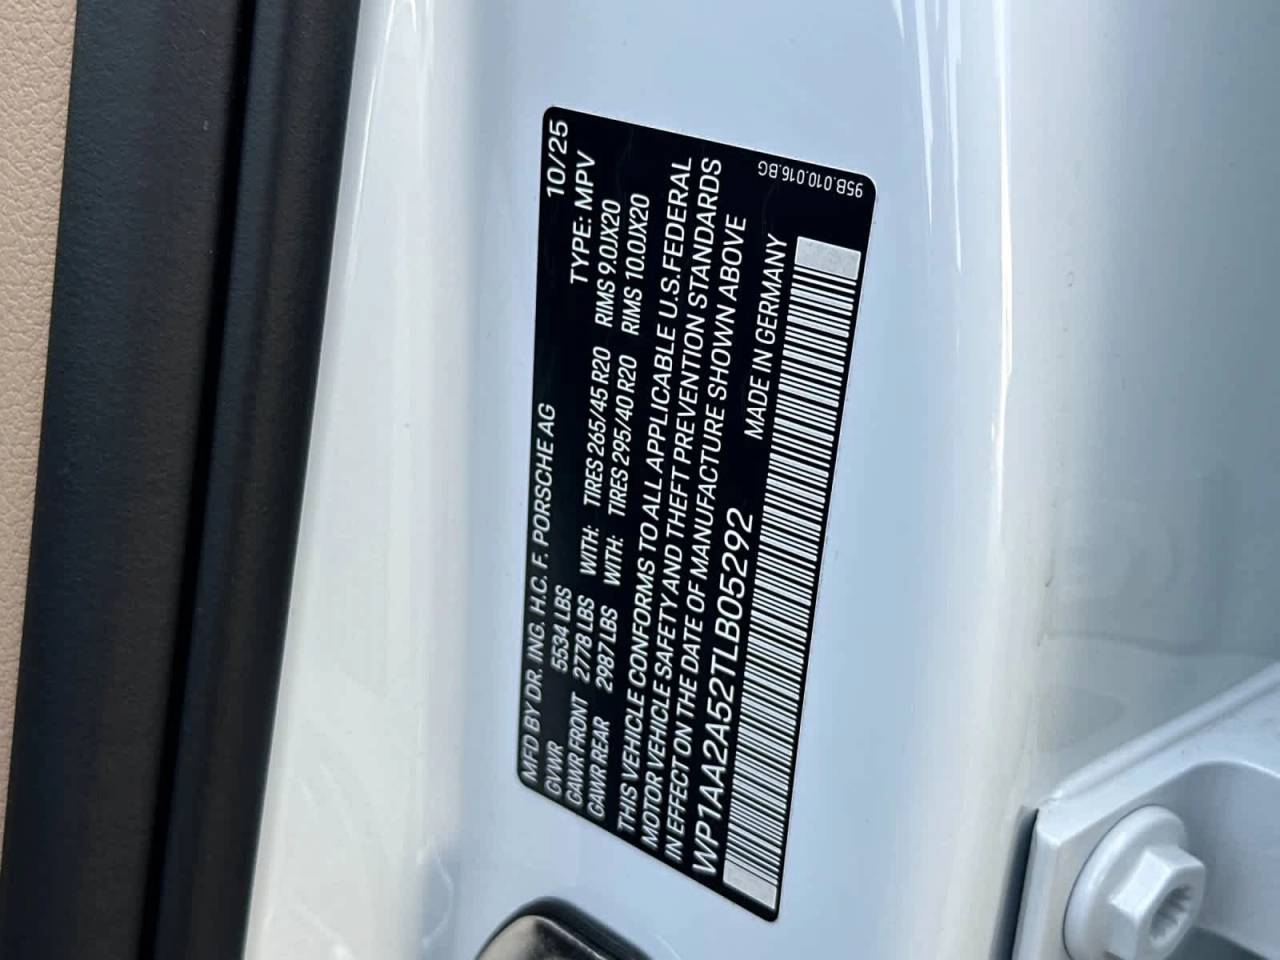 MFD BY DR. ING. H.C. F. PORSCHE AG 10/25
GVWR 5534 LBS TYPE: MPV
GAWR FRONT 2778 LBS WITH: TIRES 265/45 R20 RIMS 9.0JX20
GAWR REAR 2987 LBS WITH: TIRES 295/40 R20 RIMS 10.0JX20
THIS VEHICLE CONFORMS TO ALL APPLICABLE U.S.FEDERAL
MOTOR VEHICLE SAFETY AND THEFT PREVENTION STANDARDS
IN EFFECT ON THE DATE OF MANUFACTURE SHOWN ABOVE
WP1AA2A52TLB05292 MADE IN GERMANY
95B.010.016.BG